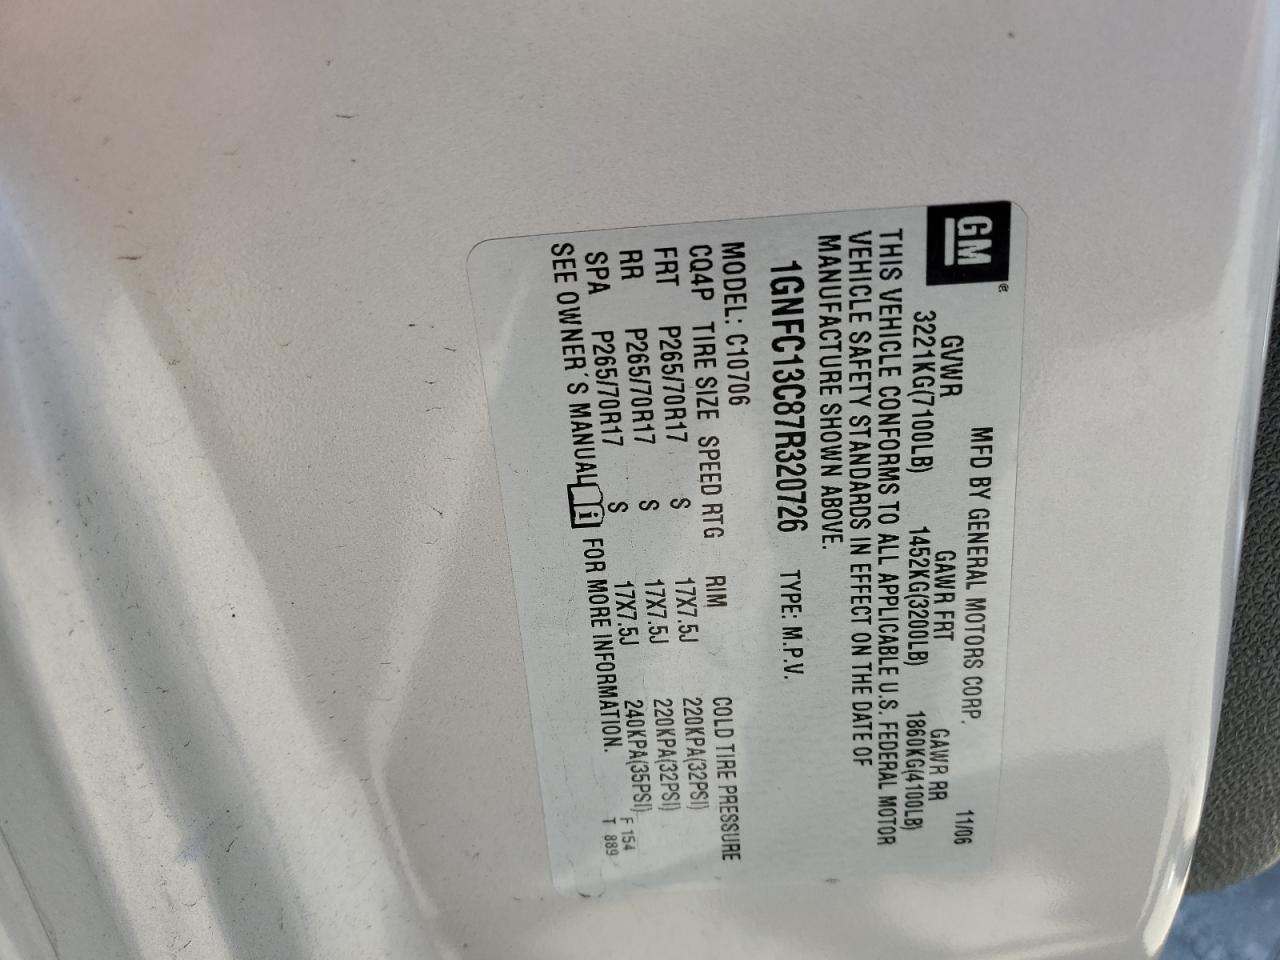 GM®
MFD BY GENERAL MOTORS CORP. 11/06
GVWR GAWR FRT GAWR RR
3221KG(7100LB) 1452KG(3200LB) 1860KG(4100LB)
THIS VEHICLE CONFORMS TO ALL APPLICABLE U.S. FEDERAL MOTOR
VEHICLE SAFETY STANDARDS IN EFFECT ON THE DATE OF
MANUFACTURE SHOWN ABOVE.
1GNFC13C87R320726 TYPE: M.P.V.
MODEL: C10706
CQ4P TIRE SIZE SPEED RTG RIM COLD TIRE PRESSURE
FRT P265/70R17 S 17X7.5J 220KPA(32PSI)
RR P265/70R17 S 17X7.5J 220KPA(32PSI)
SPA P265/70R17 S 17X7.5J 240KPA(35PSI)
SEE OWNER'S MANUAL i FOR MORE INFORMATION.
F 154
T 889